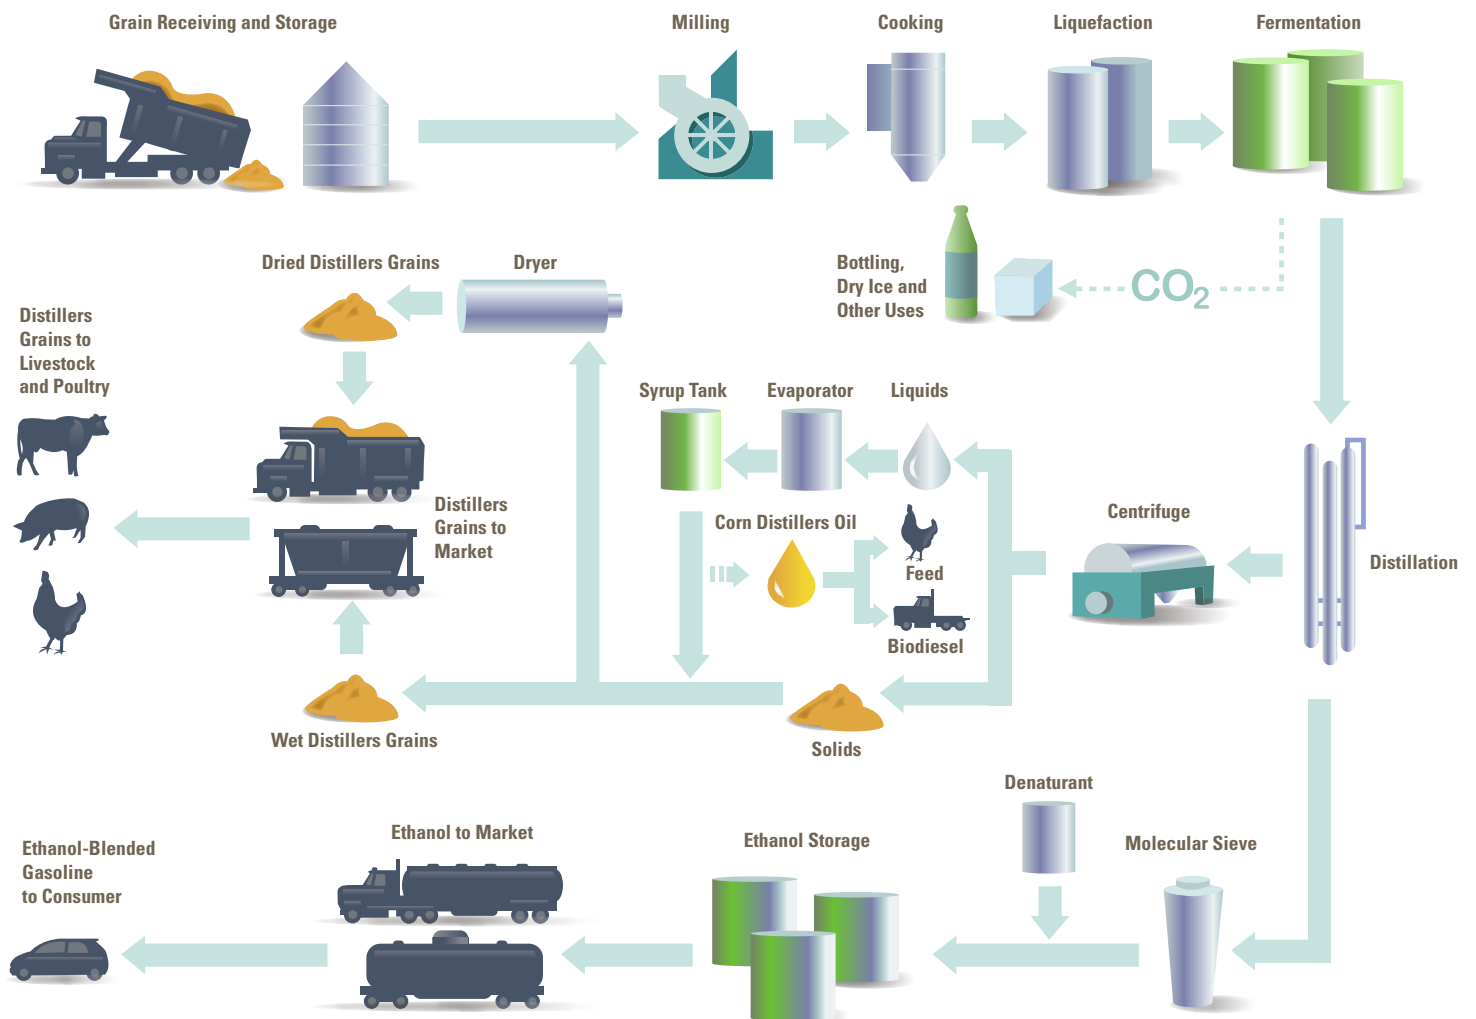 Grain Receiving and Storage
Milling
Cooking
Liquefaction
Fermentation
Bottling,
Dry Ice and
Other Uses
CO2
Dried Distillers Grains
Dryer
Distillers
Grains to
Livestock
and Poultry
Syrup Tank
Evaporator
Liquids
Distillers
Grains to
Market
Corn Distillers Oil
Feed
Biodiesel
Centrifuge
Distillation
Wet Distillers Grains
Solids
Denaturant
Molecular Sieve
Ethanol Storage
Ethanol to Market
Ethanol-Blended
Gasoline
to Consumer